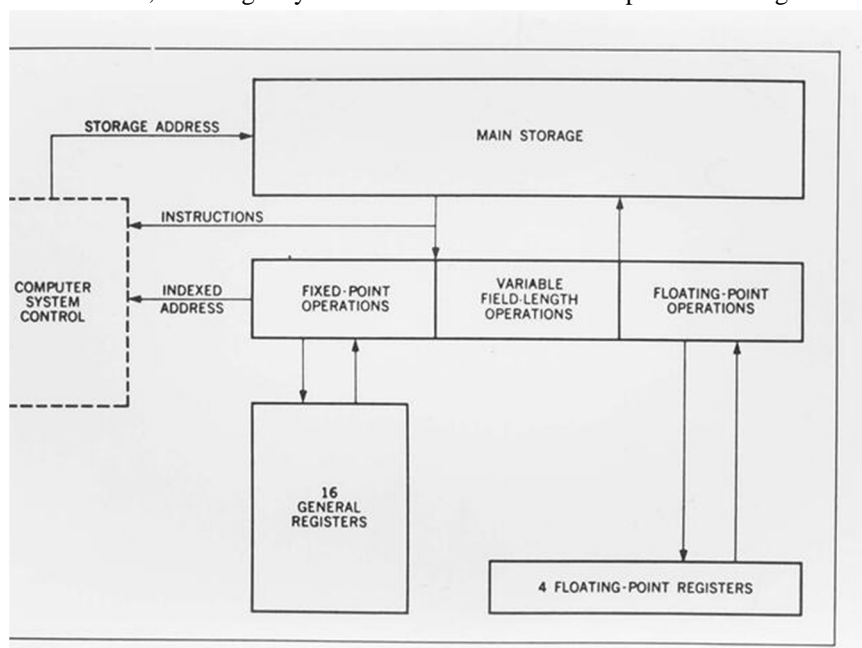 STORAGE ADDRESS
MAIN STORAGE
INSTRUCTIONS
COMPUTER
SYSTEM
CONTROL
INDEXED
ADDRESS
FIXED-POINT
OPERATIONS
VARIABLE
FIELD-LENGTH
OPERATIONS
FLOATING-POINT
OPERATIONS
16
GENERAL
REGISTERS
4 FLOATING-POINT REGISTERS